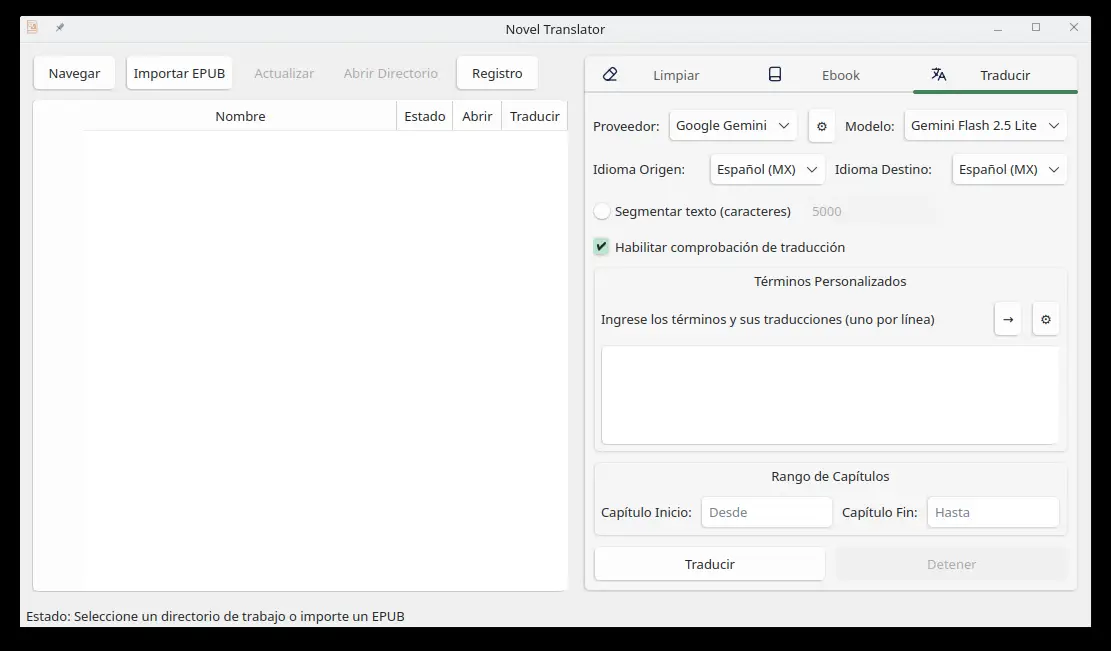 Novel Translator
Navegar Importar EPUB Actualizar Abrir Directorio Registro
Nombre Estado Abrir Traducir
Limpiar Ebook Traducir
Proveedor: Google Gemini Modelo: Gemini Flash 2.5 Lite
Idioma Origen: Español (MX) Idioma Destino: Español (MX)
Segmentar texto (caracteres) 5000
Habilitar comprobación de traducción
Términos Personalizados
Ingrese los términos y sus traducciones (uno por línea) →
Rango de Capítulos
Capítulo Inicio: Desde Capítulo Fin: Hasta
Traducir Detener
Estado: Seleccione un directorio de trabajo o importe un EPUB